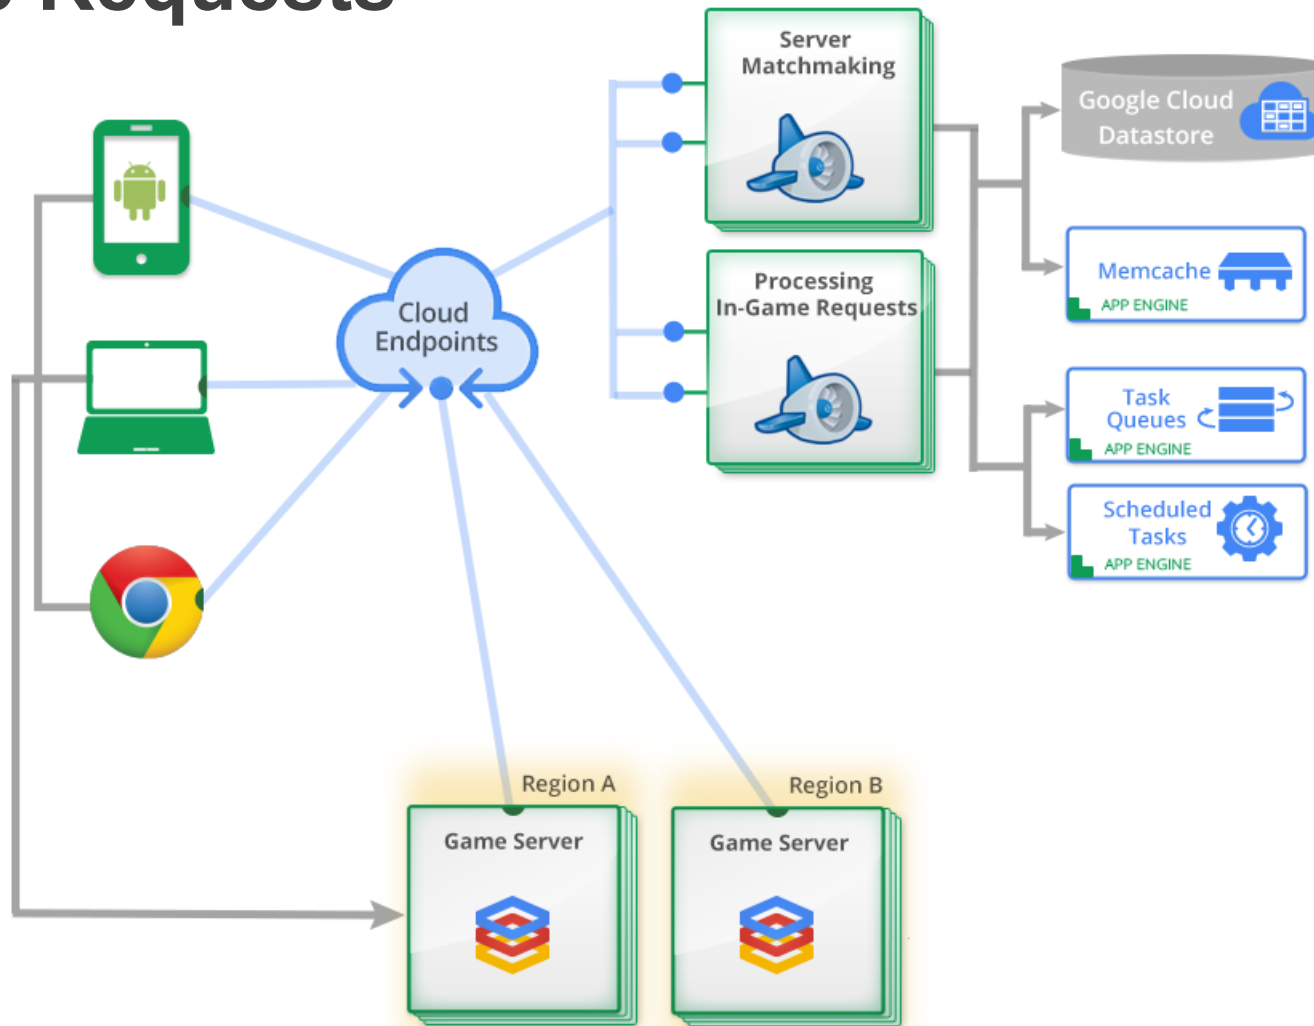 Requests
Server
Matchmaking
Google Cloud
Datastore
Memcache
APP ENGINE
Processing
In-Game Requests
Cloud
Endpoints
Task
Queues
APP ENGINE
Scheduled
Tasks
APP ENGINE
Region A
Game Server
Region B
Game Server